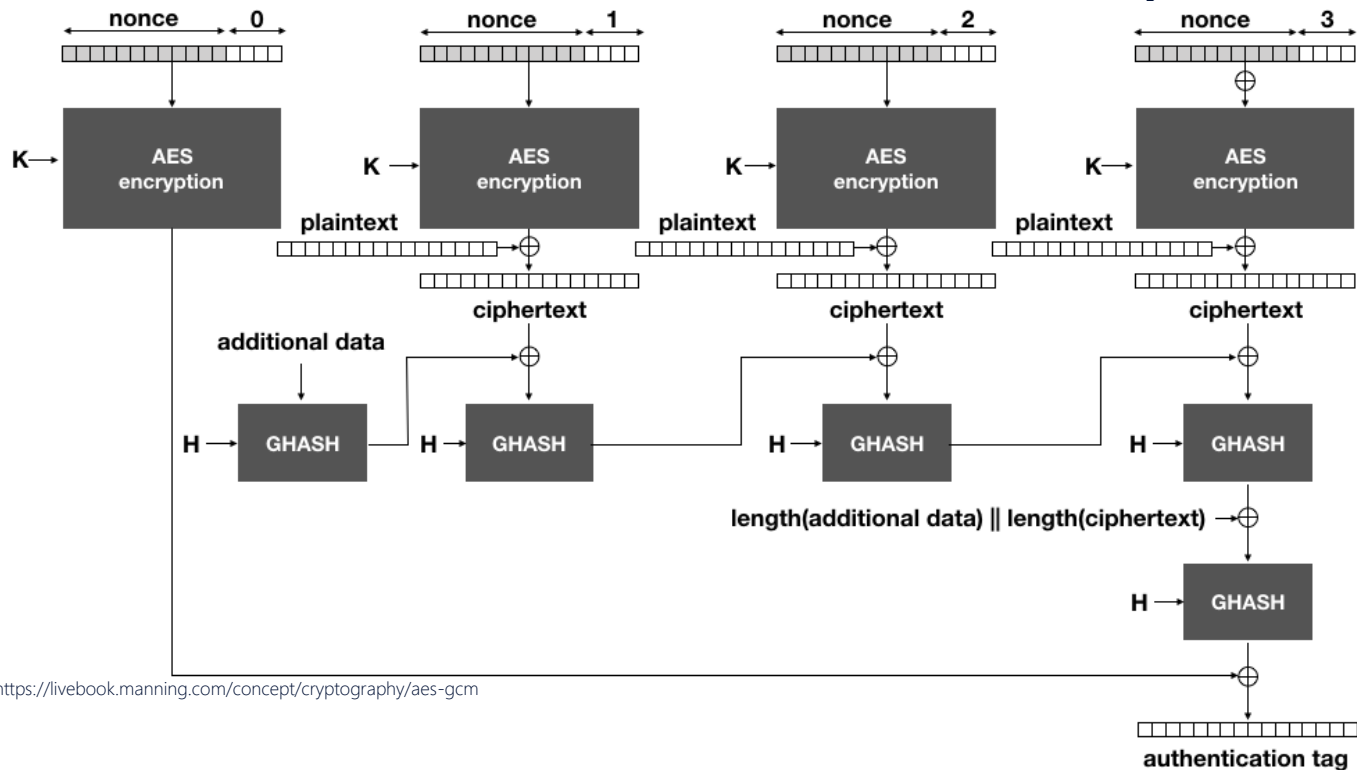 nonce 0 nonce 1 nonce 2 nonce 3
K AES encryption K AES encryption K AES encryption K AES encryption
plaintext plaintext plaintext
ciphertext ciphertext ciphertext
additional data
H GHASH H GHASH H GHASH H GHASH
length(additional data) || length(ciphertext)
H GHASH
https://livebook.manning.com/concept/cryptography/aes-gcm
authentication tag